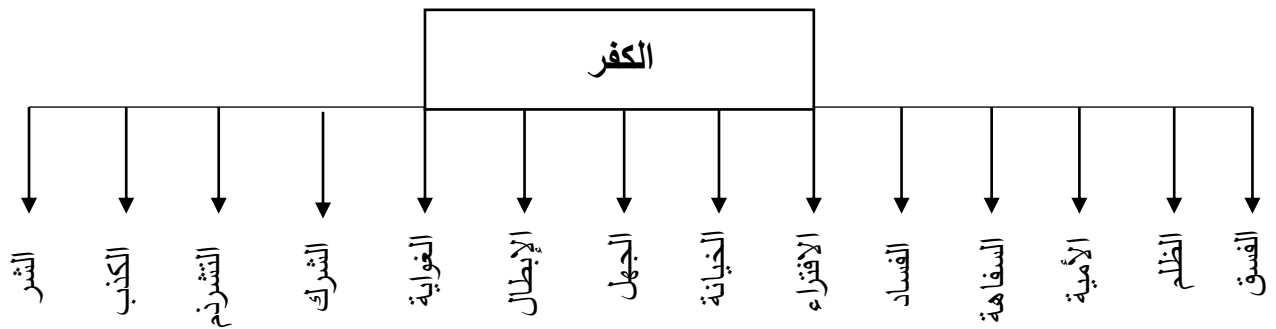 الكفر
الفسق
الظلم
الأمية
السفاهة
الفساد
الافتراء
الخيانة
الجهل
الإبطال
الغواية
الشرك
التشرذم
الكذب
الشر